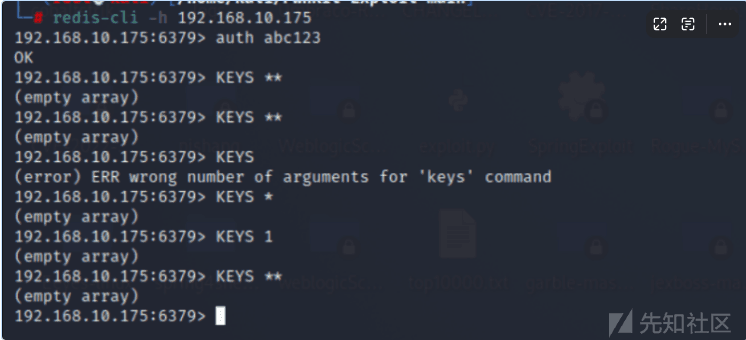 # redis-cli -h 192.168.10.175
192.168.10.175:6379> auth abc123
OK
192.168.10.175:6379> KEYS **
(empty array)
192.168.10.175:6379> KEYS **
(empty array)
192.168.10.175:6379> KEYS
(error) ERR wrong number of arguments for 'keys' command
192.168.10.175:6379> KEYS *
(empty array)
192.168.10.175:6379> KEYS 1
(empty array)
192.168.10.175:6379> KEYS **
(empty array)
192.168.10.175:6379>
先知社区